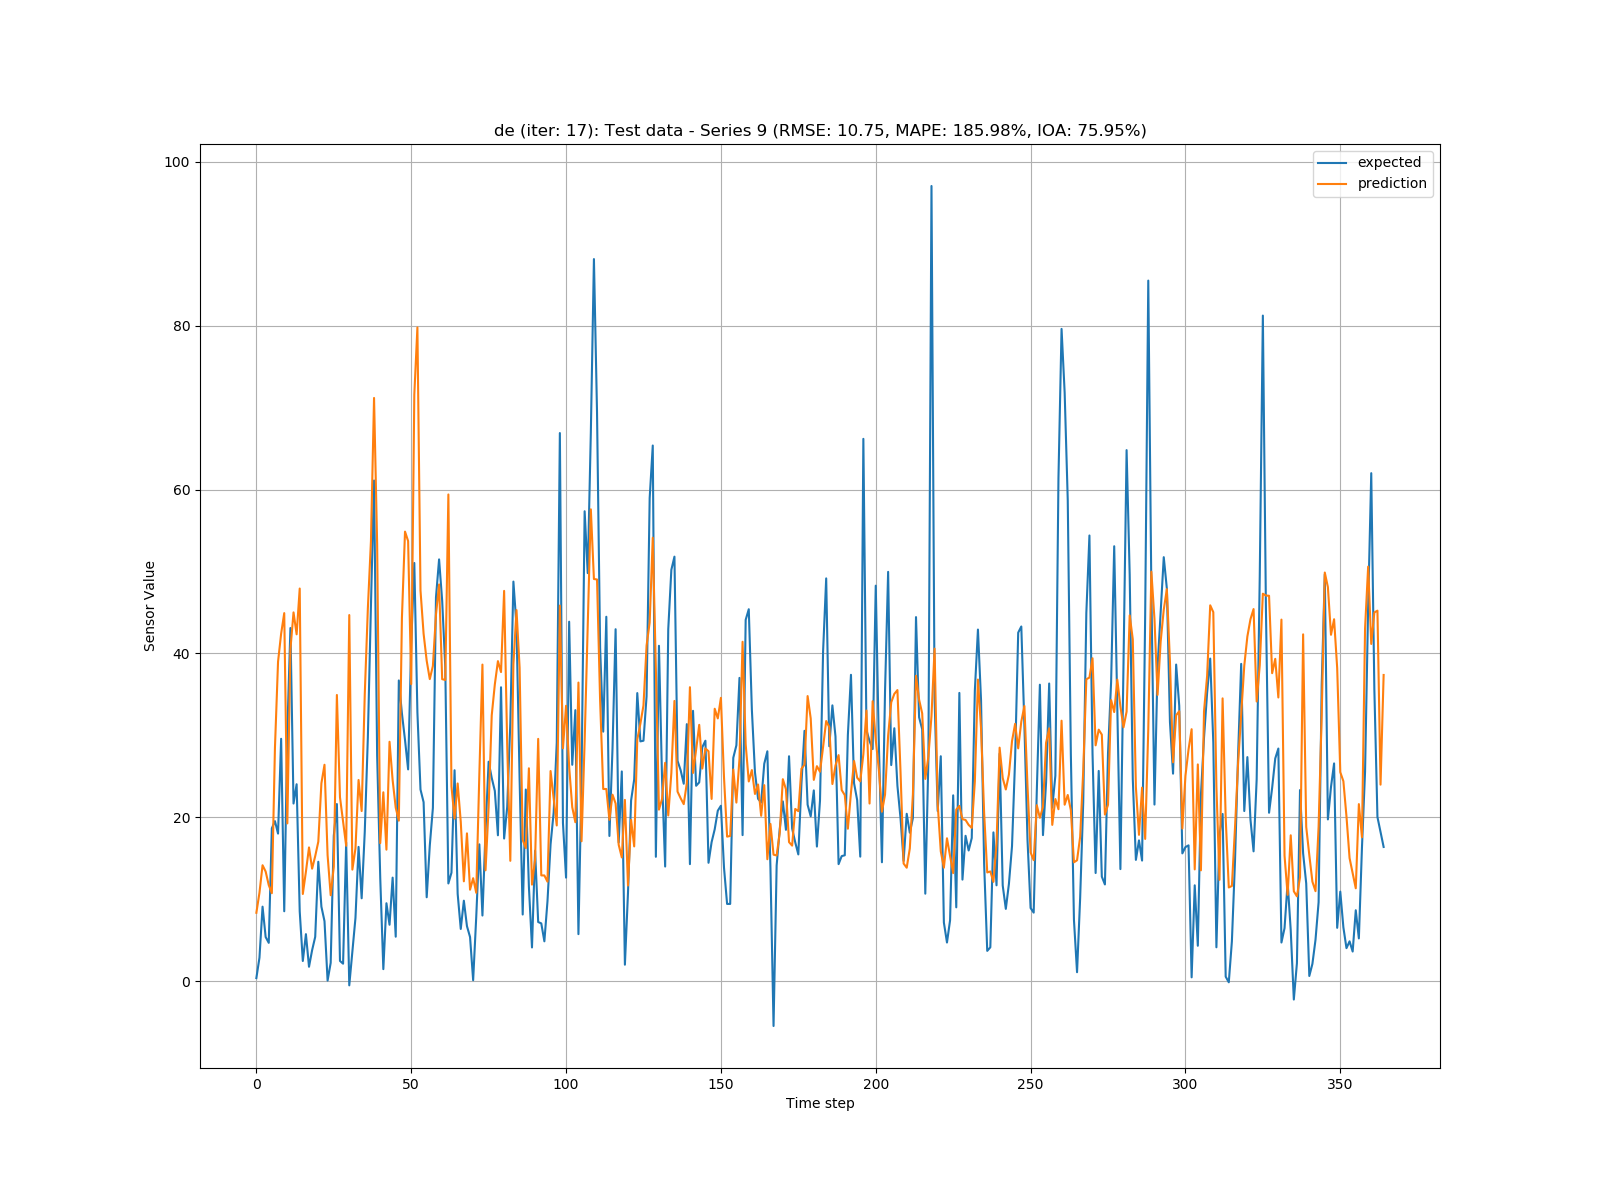 de (iter: 17): Test data - Series 9 (RMSE: 10.75, MAPE: 185.98%, IOA: 75.95%)
expected
prediction
100
80
60
40
20
0
Sensor Value
0 50 100 150 200 250 300 350
Time step